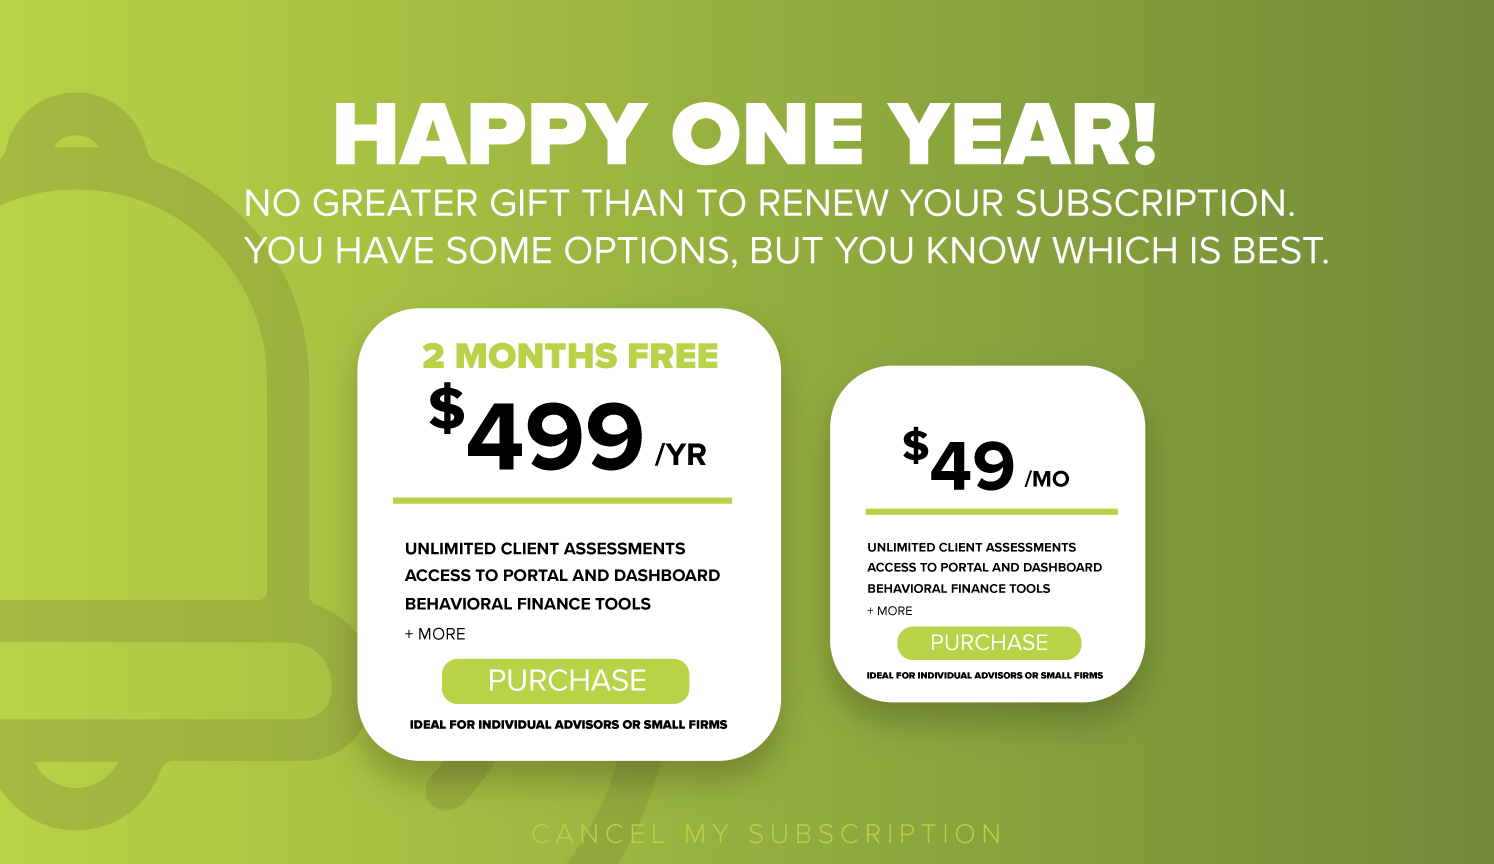 HAPPY ONE YEAR!
NO GREATER GIFT THAN TO RENEW YOUR SUBSCRIPTION.
YOU HAVE SOME OPTIONS, BUT YOU KNOW WHICH IS BEST.
2 MONTHS FREE
$499 /YR
UNLIMITED CLIENT ASSESSMENTS
ACCESS TO PORTAL AND DASHBOARD
BEHAVIORAL FINANCE TOOLS
+ MORE
PURCHASE
IDEAL FOR INDIVIDUAL ADVISORS OR SMALL FIRMS
$49 /MO
UNLIMITED CLIENT ASSESSMENTS
ACCESS TO PORTAL AND DASHBOARD
BEHAVIORAL FINANCE TOOLS
+ MORE
PURCHASE
IDEAL FOR INDIVIDUAL ADVISORS OR SMALL FIRMS
CANCEL MY SUBSCRIPTION